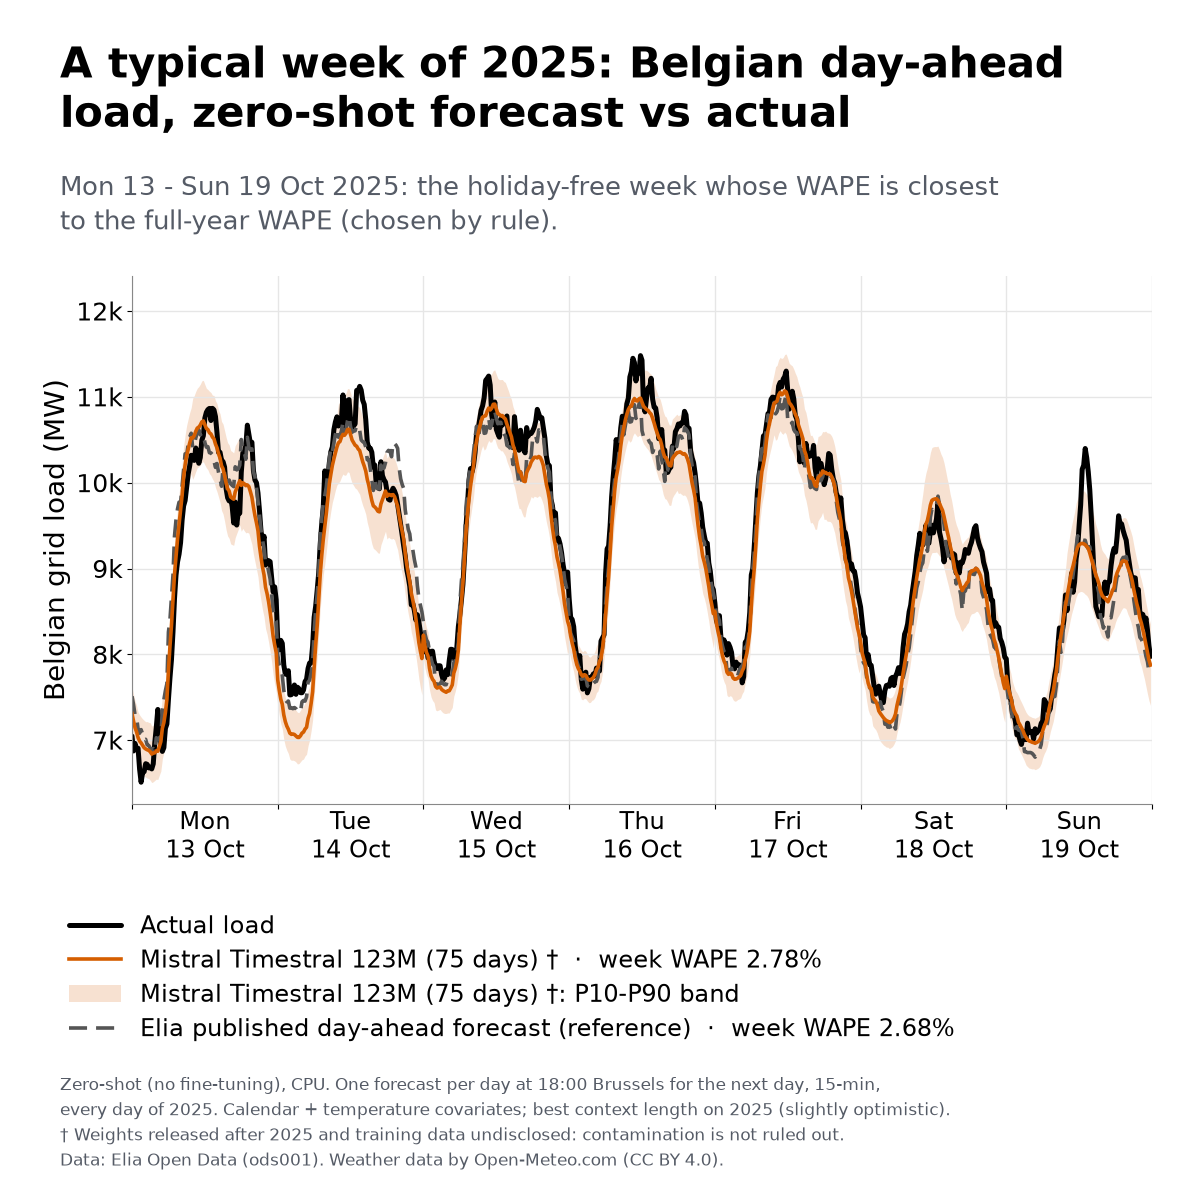 A typical week of 2025: Belgian day-ahead
load, zero-shot forecast vs actual
Mon 13 - Sun 19 Oct 2025: the holiday-free week whose WAPE is closest
to the full-year WAPE (chosen by rule).
Belgian grid load (MW)
12k
11k
10k
9k
8k
7k
Mon
13 Oct
Tue
14 Oct
Wed
15 Oct
Thu
16 Oct
Fri
17 Oct
Sat
18 Oct
Sun
19 Oct
Actual load
Mistral Timestral 123M (75 days) †  ·  week WAPE 2.78%
Mistral Timestral 123M (75 days) †: P10-P90 band
Elia published day-ahead forecast (reference)  ·  week WAPE 2.68%
Zero-shot (no fine-tuning), CPU. One forecast per day at 18:00 Brussels for the next day, 15-min,
every day of 2025. Calendar + temperature covariates; best context length on 2025 (slightly optimistic).
† Weights released after 2025 and training data undisclosed: contamination is not ruled out.
Data: Elia Open Data (ods001). Weather data by Open-Meteo.com (CC BY 4.0).